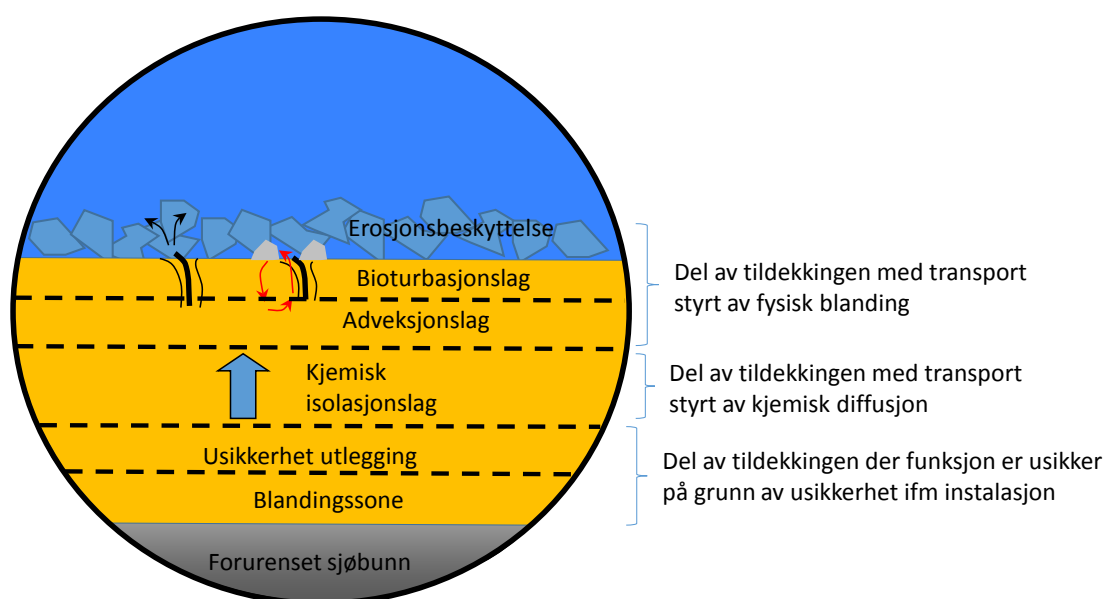 Erosjonsbeskyttelse
Bioturbasjonslag
Adveksjonslag
Kjemisk
isolasjonslag
Usikkerhet utlegging
Blandingssone
Forurenset sjøbunn
Del av tildekkingen med transport
styrt av fysisk blanding
Del av tildekkingen med transport
styrt av kjemisk diffusjon
Del av tildekkingen der funksjon er usikker
på grunn av usikkerhet ifm instalasjon